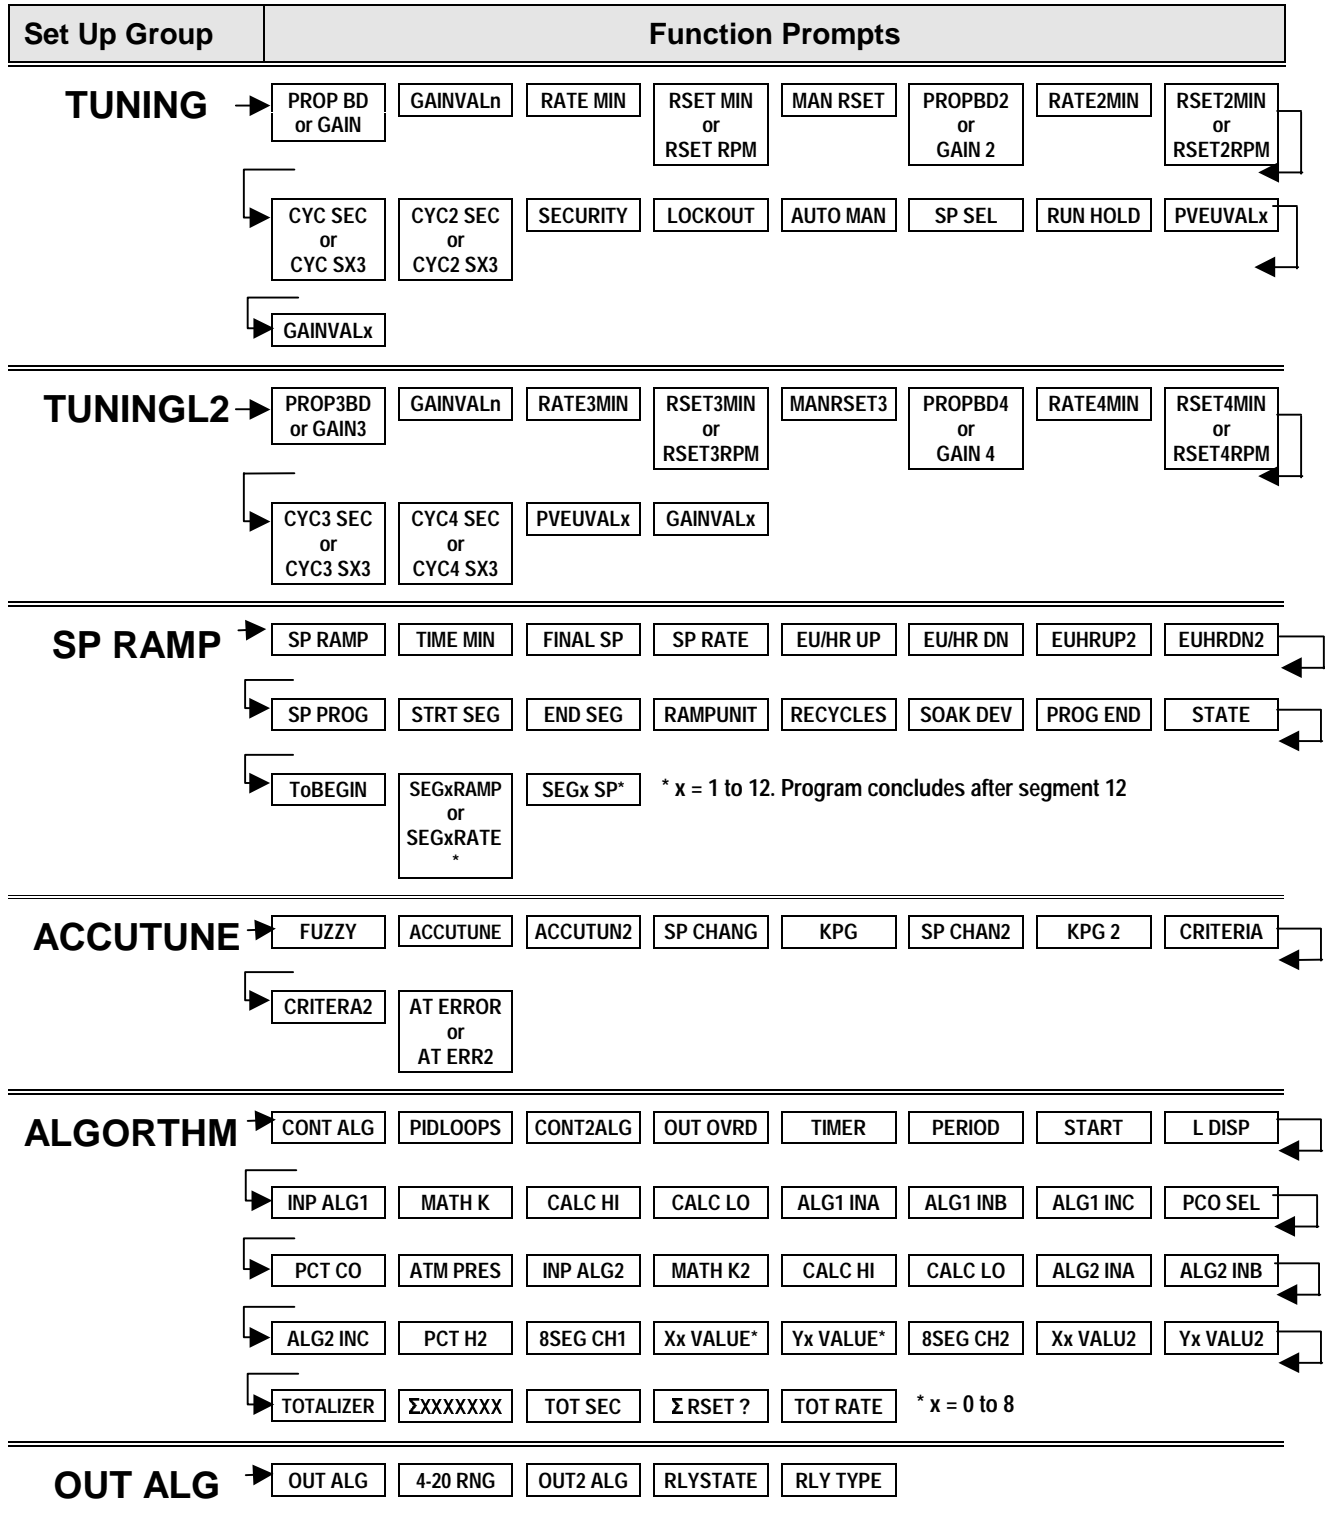 Set Up Group Function Prompts
TUNING PROP BD or GAIN GAINVALn RATE MIN RSET MIN or RSET RPM MAN RSET PROPBD2 or GAIN 2 RATE2MIN RSET2MIN or RSET2RPM
CYC SEC or CYC SX3 CYC2 SEC or CYC2 SX3 SECURITY LOCKOUT AUTO MAN SP SEL RUN HOLD PVEUVALx
GAINVALx
TUNINGL2 PROP3BD or GAIN3 GAINVALn RATE3MIN RSET3MIN or RSET3RPM MANRSET3 PROPBD4 or GAIN 4 RATE4MIN RSET4MIN or RSET4RPM
CYC3 SEC or CYC3 SX3 CYC4 SEC or CYC4 SX3 PVEUVALx GAINVALx
SP RAMP SP RAMP TIME MIN FINAL SP SP RATE EU/HR UP EU/HR DN EUHRUP2 EUHRDN2
SP PROG STRT SEG END SEG RAMPUNIT RECYCLES SOAK DEV PROG END STATE
ToBEGIN SEGxRAMP or SEGxRATE * SEGx SP* * x = 1 to 12. Program concludes after segment 12
ACCUTUNE FUZZY ACCUTUNE ACCUTUN2 SP CHANG KPG SP CHAN2 KPG 2 CRITERIA
CRITERA2 AT ERROR or AT ERR2
ALGORTHM CONT ALG PIDLOOPS CONT2ALG OUT OVRD TIMER PERIOD START L DISP
INP ALG1 MATH K CALC HI CALC LO ALG1 INA ALG1 INB ALG1 INC PCO SEL
PCT CO ATM PRES INP ALG2 MATH K2 CALC HI CALC LO ALG2 INA ALG2 INB
ALG2 INC PCT H2 8SEG CH1 Xx VALUE* Yx VALUE* 8SEG CH2 Xx VALU2 Yx VALU2
TOTALIZER ΣXXXXXXX TOT SEC Σ RSET ? TOT RATE * x = 0 to 8
OUT ALG OUT ALG 4-20 RNG OUT2 ALG RLYSTATE RLY TYPE